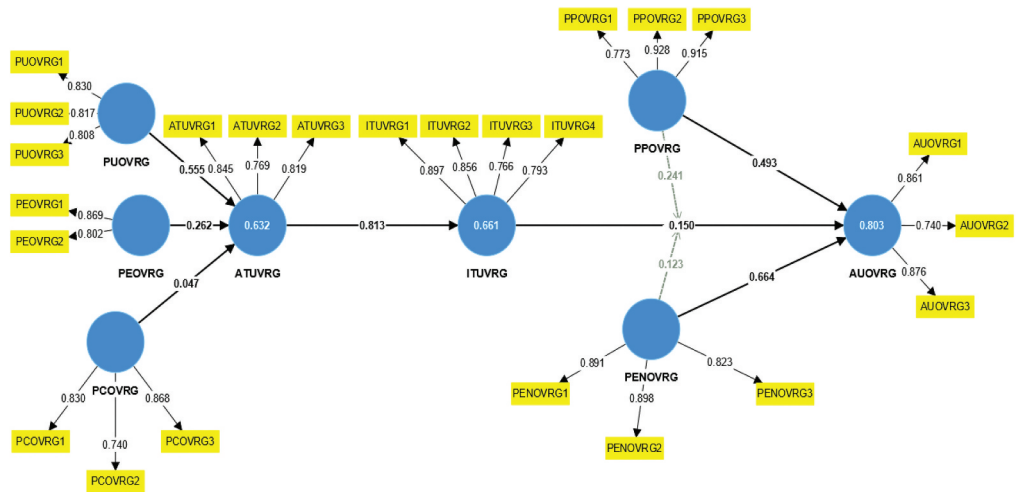 PPOVRG1
PPOVRG2
PPOVRG3
0.773
0.928
0.915
PUOVRG1
0.830
PUOVRG2
0.817
PUOVRG3
0.808
PUOVRG
0.555
ATUVRG1
ATUVRG2
ATUVRG3
0.845
0.769
0.819
ITUVRG1
ITUVRG2
ITUVRG3
ITUVRG4
0.897
0.856
0.766
0.793
PPOVRG
0.241
0.493
AUOVRG1
0.861
PEOVRG1
0.869
PEOVRG2
0.802
PEOVRG
0.262
0.632
ATUVRG
0.813
0.661
ITUVRG
0.150
0.803
AUOVRG
0.740
AUOVRG2
0.876
AUOVRG3
0.047
0.123
0.664
PCOVRG
0.830
0.740
0.868
PCOVRG1
PCOVRG2
PCOVRG3
PENOVRG
0.891
0.898
0.823
PENOVRG1
PENOVRG2
PENOVRG3